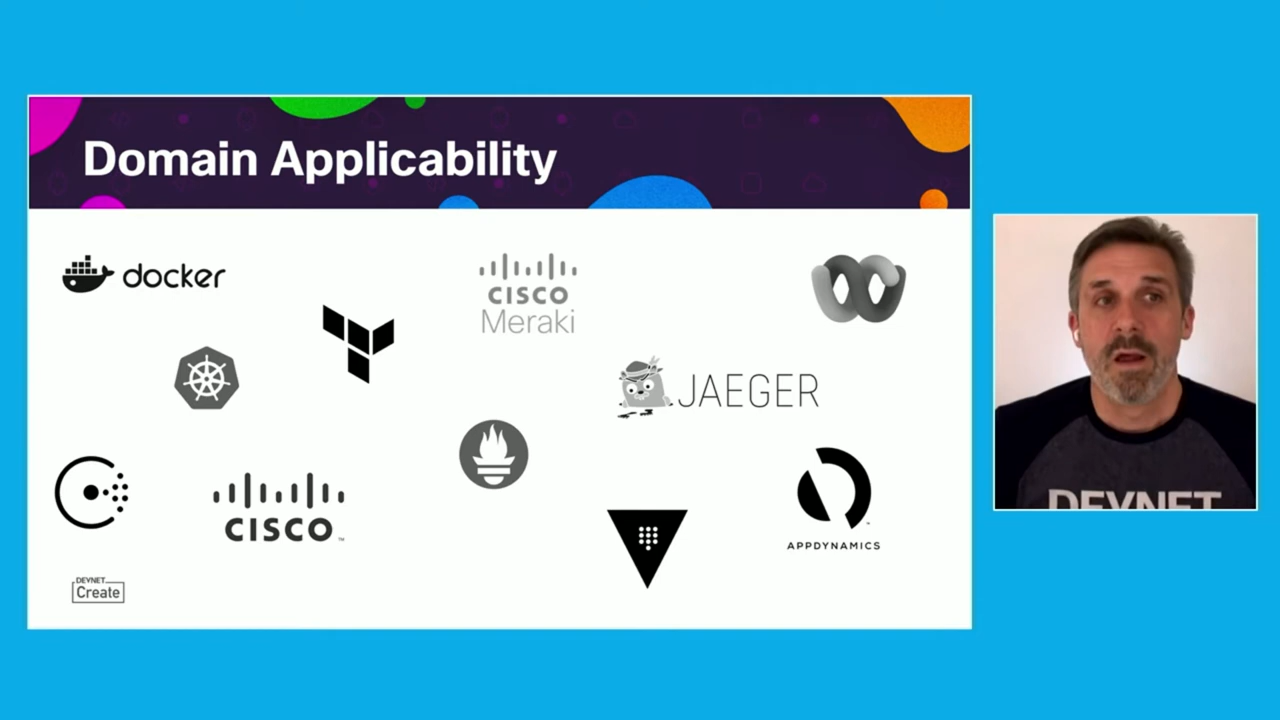 Domain Applicability
docker
CISCO
Meraki
JAEGER
CISCO
APPDYNAMICS
DEVNET
Create
DEVNET